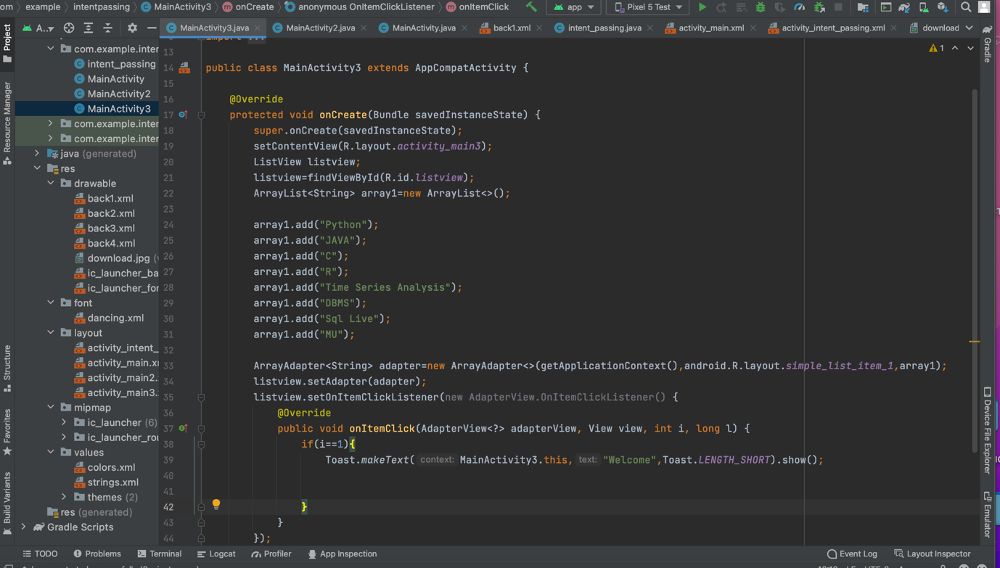 om example intentpassing MainActivity3 onCreate anonymous OnItemClickListener onItemClick app Pixel 5 Test
Project A.. MainActivity3.java MainActivity2.java MainActivity.java back1.xml intent_passing.java activity_main.xml activity_intent_passing.xml download
Gradle
Resource Manager
Structure
Favorites
Build Variants
com.example.inter
intent_passing
MainActivity
MainActivity2
MainActivity3
com.example.inter
com.example.inter
java (generated)
res
drawable
back1.xml
back2.xml
back3.xml
back4.xml
download.jpg (
ic_launcher_ba
ic_launcher_for
font
dancing.xml
layout
activity_intent_
activity_main.x
activity_main2.
activity_main3.
mipmap
ic_launcher (6)
ic_launcher_rou
values
colors.xml
strings.xml
themes (2)
res (generated)
Gradle Scripts
1
import ...
13
14 public class MainActivity3 extends AppCompatActivity {
15
16 @Override
17 protected void onCreate(Bundle savedInstanceState) {
18 super.onCreate(savedInstanceState);
19 setContentView(R.layout.activity_main3);
20 ListView listview;
21 listview=findViewById(R.id.listview);
22 ArrayList<String> array1=new ArrayList<>();
23
24 array1.add("Python");
25 array1.add("JAVA");
26 array1.add("C");
27 array1.add("R");
28 array1.add("Time Series Analysis");
29 array1.add("DBMS");
30 array1.add("Sql Live");
31 array1.add("MU");
32
33 ArrayAdapter<String> adapter=new ArrayAdapter<>(getApplicationContext(),android.R.layout.simple_list_item_1,array1);
34 listview.setAdapter(adapter);
35 listview.setOnItemClickListener(new AdapterView.OnItemClickListener() {
36 @Override
37 public void onItemClick(AdapterView<?> adapterView, View view, int i, long l) {
38 if(i==1){
39 Toast.makeText( context: MainActivity3.this, text: "Welcome",Toast.LENGTH_SHORT).show();
40
41
42 }
43 }
44 });
Device File Explorer
Emulator
TODO Problems Terminal Logcat Profiler App Inspection Event Log Layout Inspector